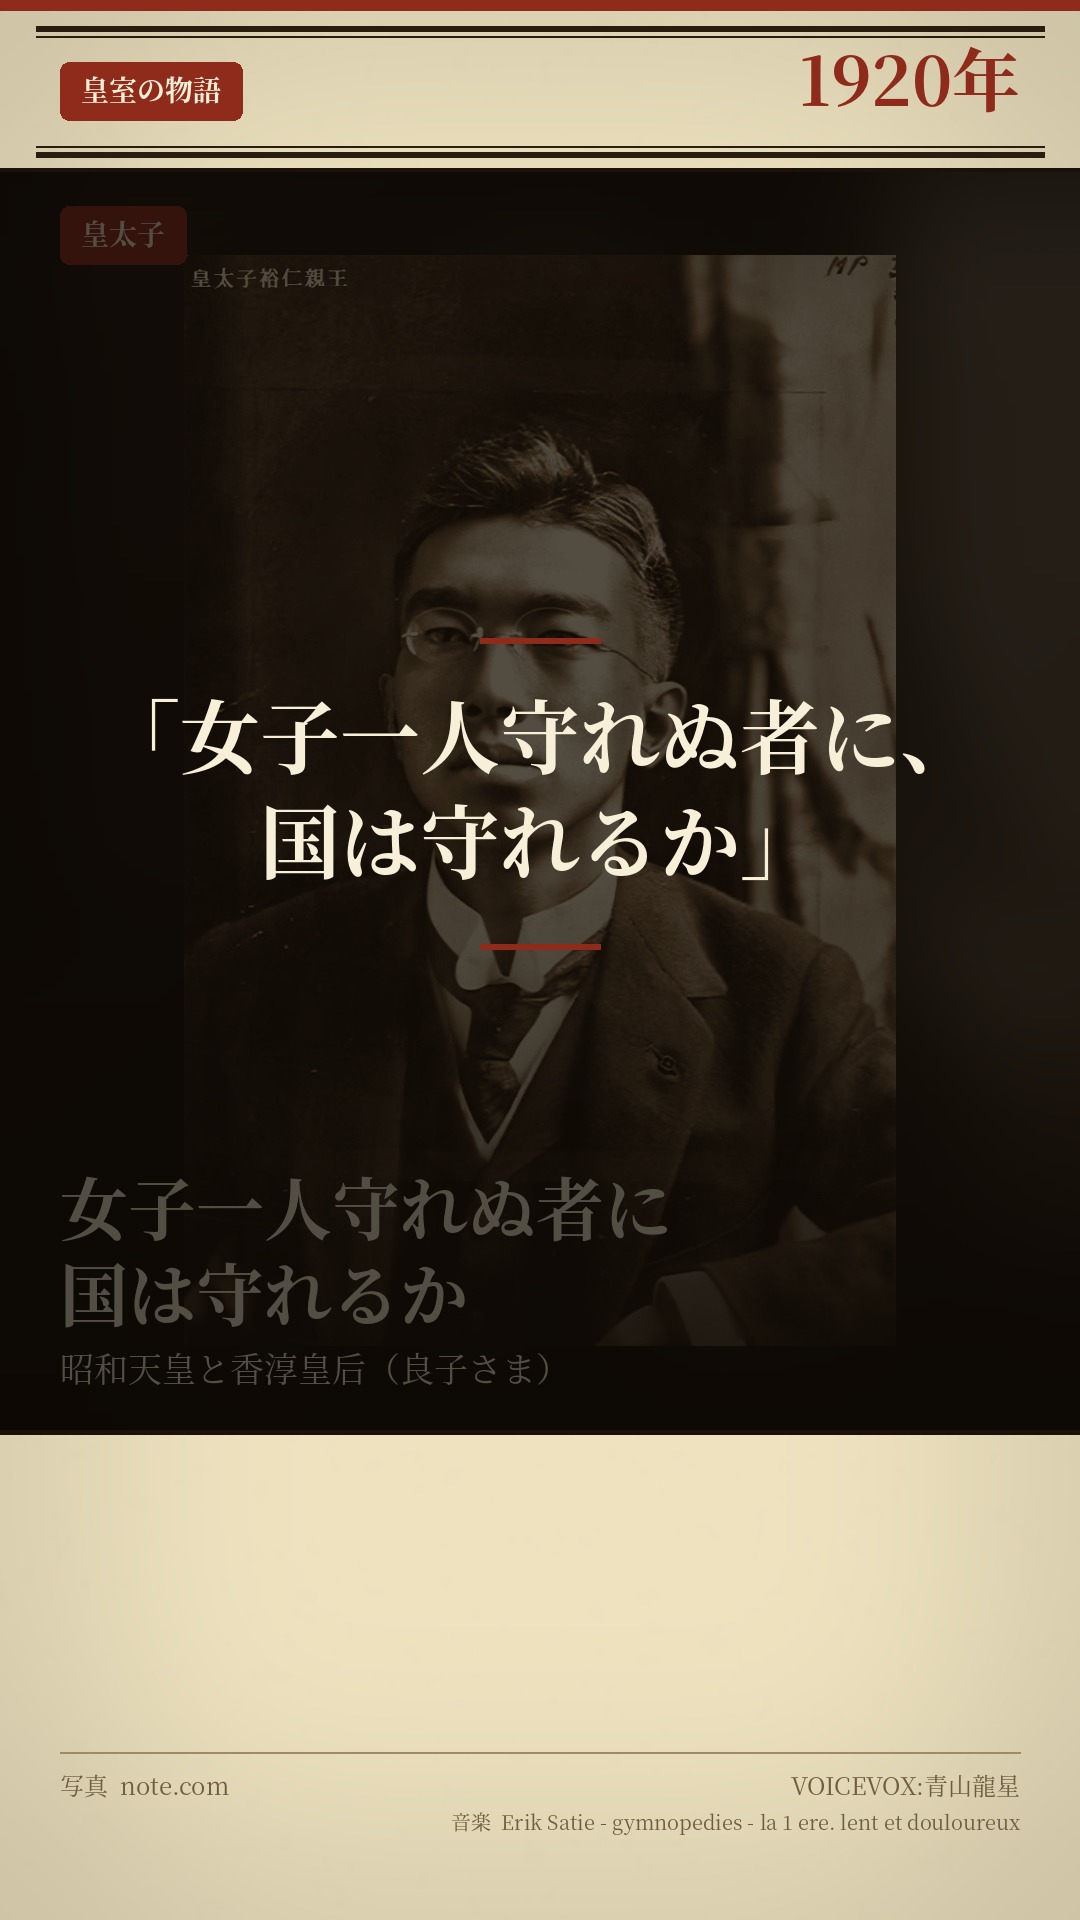 皇室の物語
1920年
皇太子
皇太子裕仁親王
MP
「女子一人守れぬ者に、
国は守れるか」
女子一人守れぬ者に
国は守れるか
昭和天皇と香淳皇后（良子さま）
写真 note.com
VOICEVOX:青山龍星
音楽 Erik Satie - gymnopedies - la 1 ere. lent et douloureux